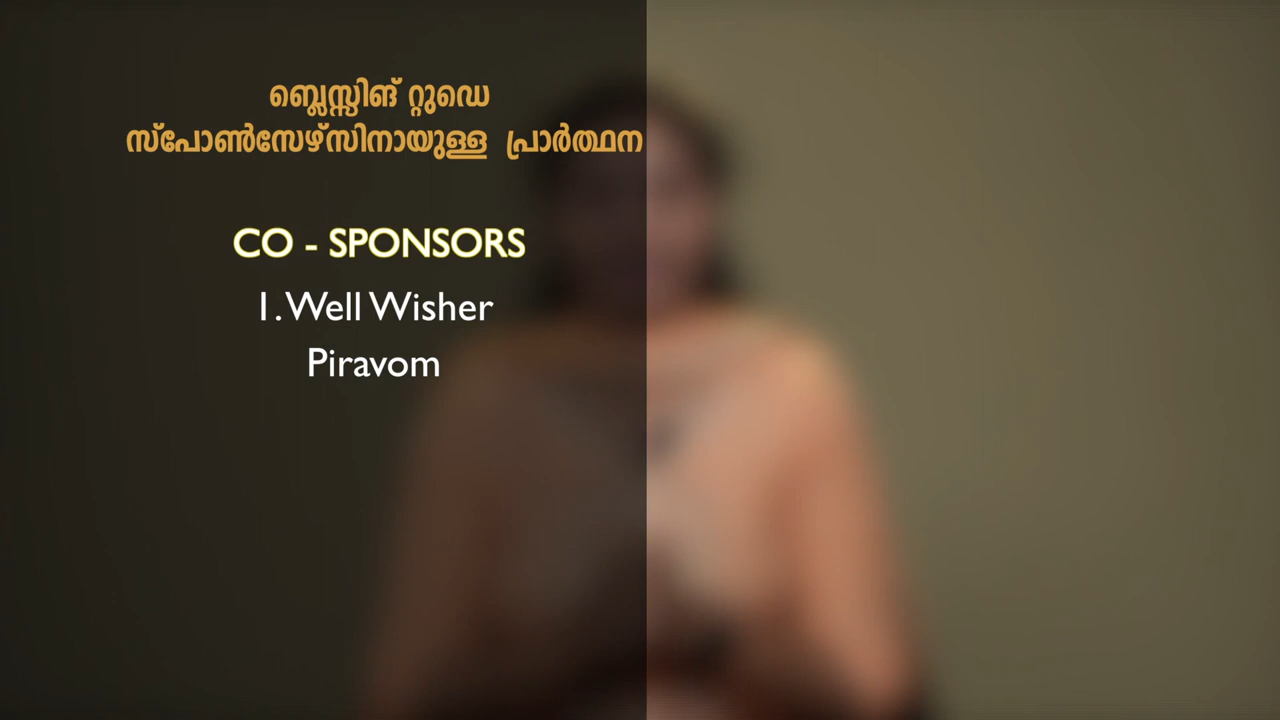 ബ്ലെസ്സിങ് റ്റുഡെ
സ്പോൺസേഴ്സിനായുള്ള പ്രാർത്ഥന
CO - SPONSORS
1. Well Wisher
Piravom